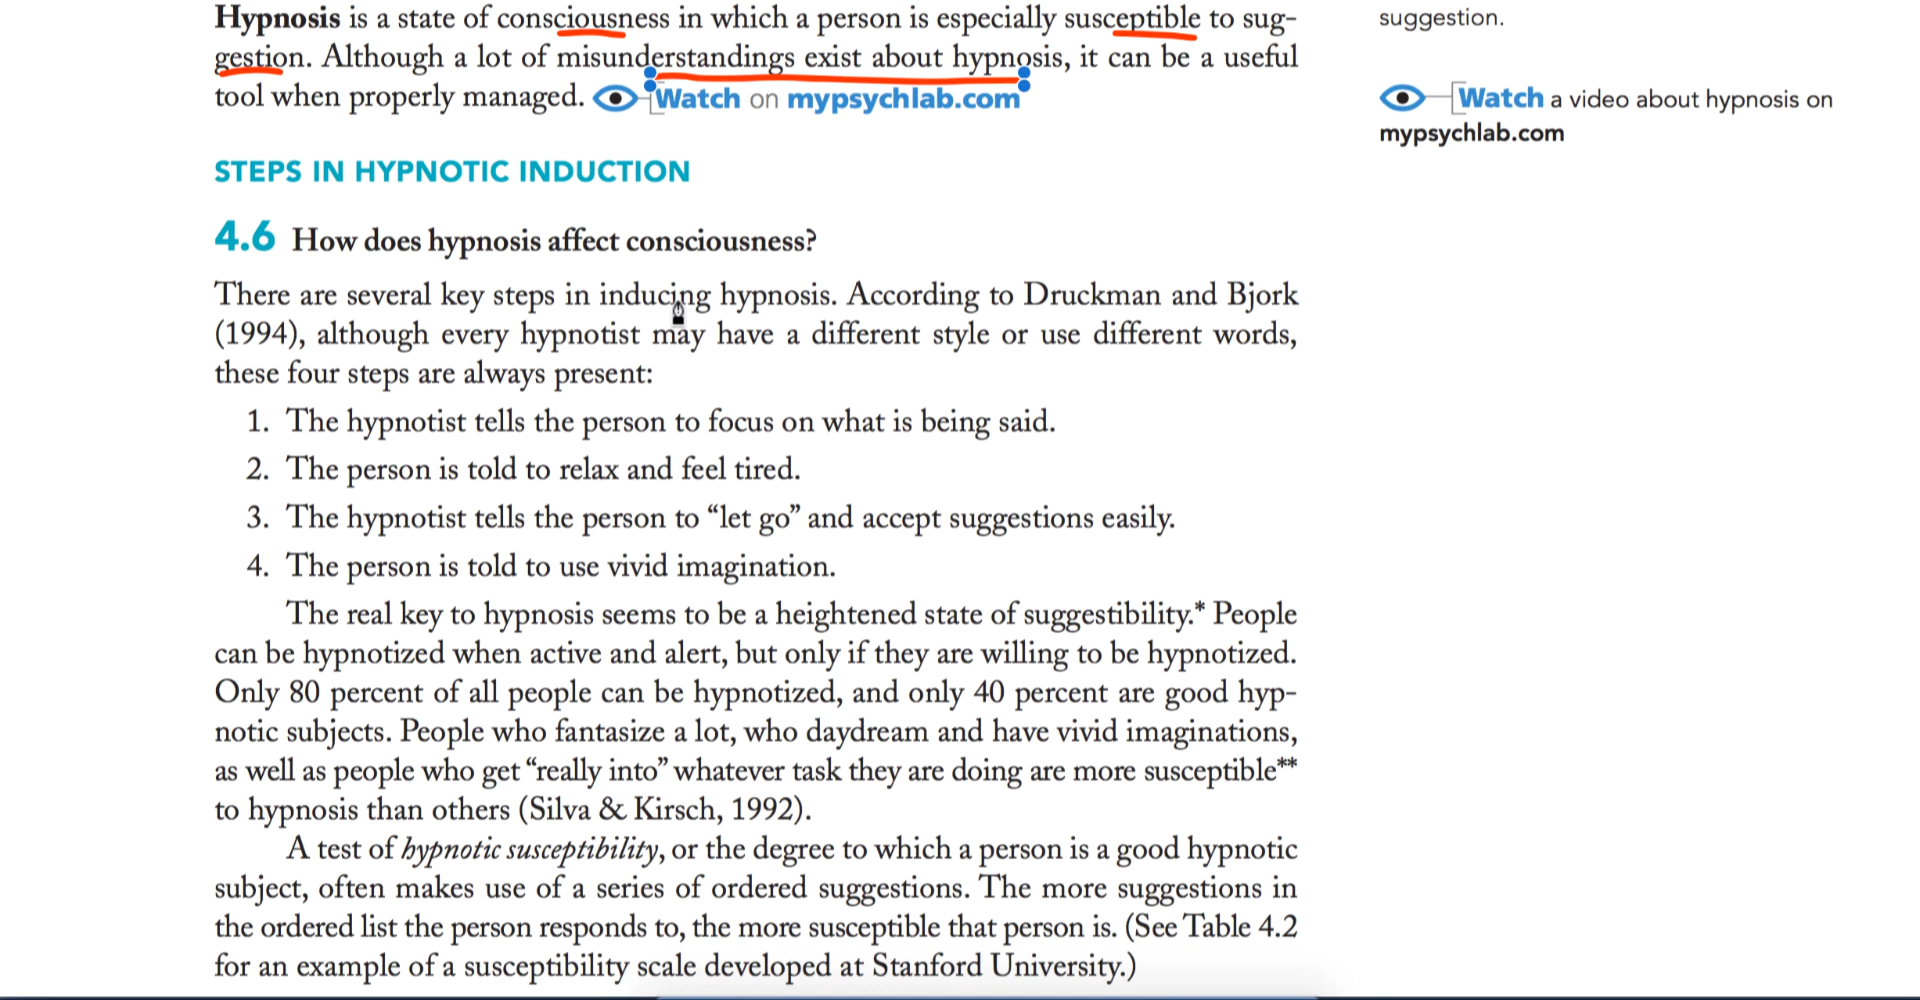 Hypnosis is a state of consciousness in which a person is especially susceptible to sug-
gestion. Although a lot of misunderstandings exist about hypnosis, it can be a useful
tool when properly managed. Watch on mypsychlab.com
STEPS IN HYPNOTIC INDUCTION
4.6 How does hypnosis affect consciousness?
There are several key steps in inducing hypnosis. According to Druckman and Bjork
(1994), although every hypnotist may have a different style or use different words,
these four steps are always present:
1. The hypnotist tells the person to focus on what is being said.
2. The person is told to relax and feel tired.
3. The hypnotist tells the person to “let go” and accept suggestions easily.
4. The person is told to use vivid imagination.
The real key to hypnosis seems to be a heightened state of suggestibility.* People
can be hypnotized when active and alert, but only if they are willing to be hypnotized.
Only 80 percent of all people can be hypnotized, and only 40 percent are good hyp-
notic subjects. People who fantasize a lot, who daydream and have vivid imaginations,
as well as people who get “really into” whatever task they are doing are more susceptible**
to hypnosis than others (Silva & Kirsch, 1992).
A test of hypnotic susceptibility, or the degree to which a person is a good hypnotic
subject, often makes use of a series of ordered suggestions. The more suggestions in
the ordered list the person responds to, the more susceptible that person is. (See Table 4.2
for an example of a susceptibility scale developed at Stanford University.)
suggestion.
Watch a video about hypnosis on
mypsychlab.com